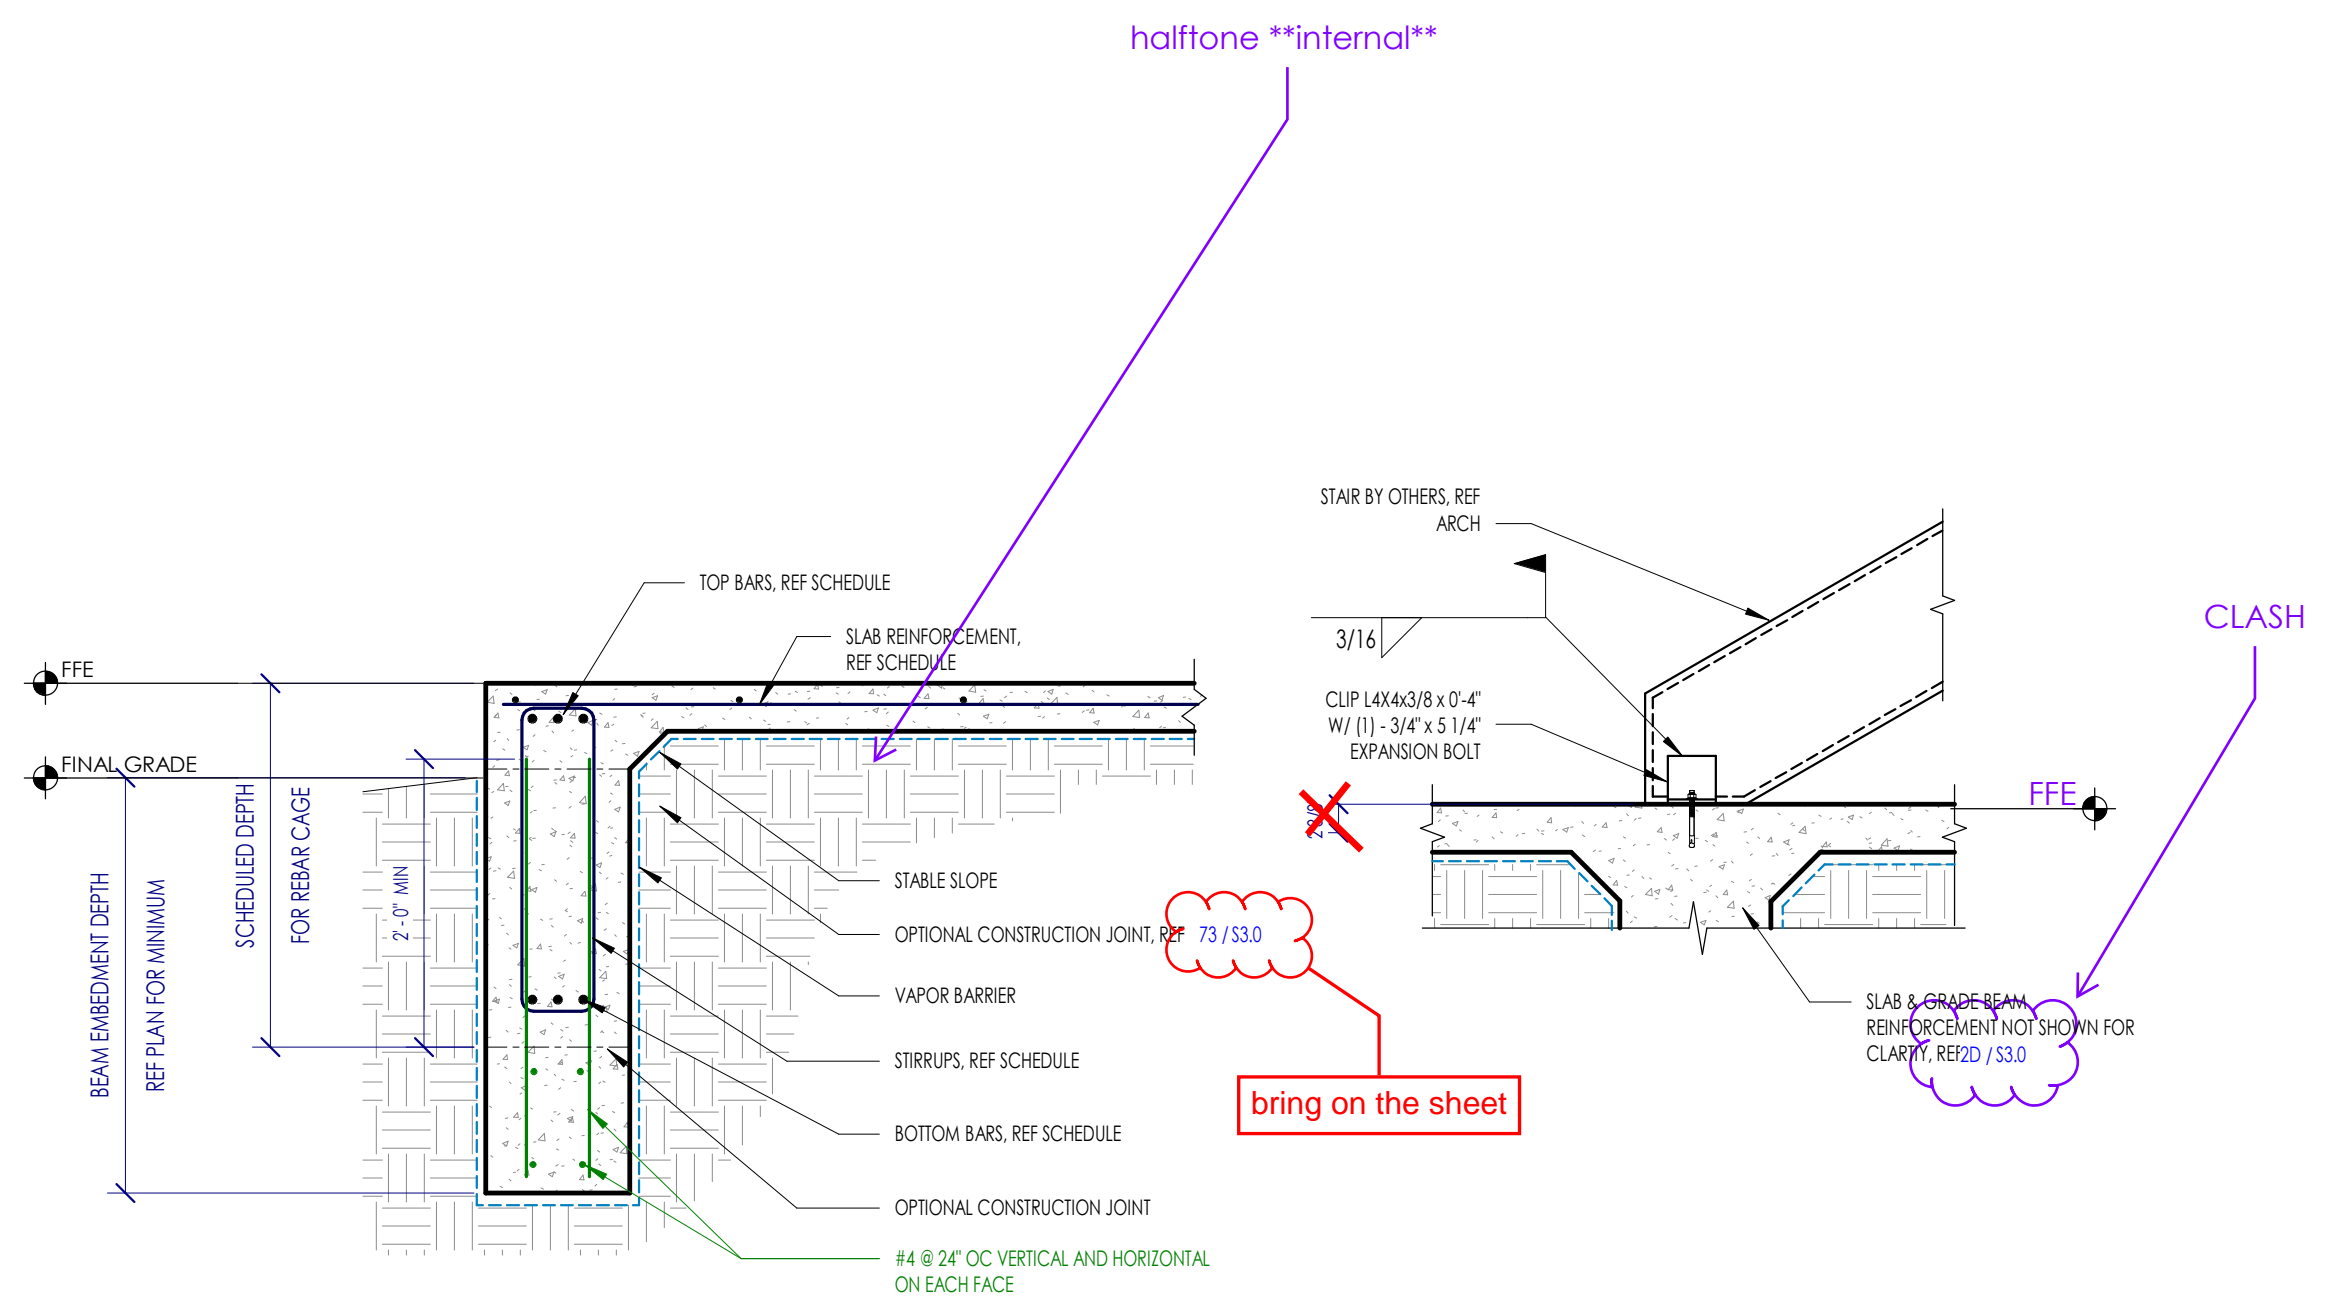 halftone **internal**
STAIR BY OTHERS, REF
ARCH
TOP BARS, REF SCHEDULE
SLAB REINFORCEMENT,
REF SCHEDULE
3/16
CLASH
FFE
FINAL GRADE
CLIP L4X4x3/8 x 0'-4"
W/ (1) - 3/4" x 5 1/4"
EXPANSION BOLT
FFE
BEAM EMBEDMENT DEPTH
REF PLAN FOR MINIMUM
SCHEDULED DEPTH
FOR REBAR CAGE
2' - 0" MIN
STABLE SLOPE
OPTIONAL CONSTRUCTION JOINT, REF 73 / S3.0
VAPOR BARRIER
STIRRUPS, REF SCHEDULE
BOTTOM BARS, REF SCHEDULE
OPTIONAL CONSTRUCTION JOINT
#4 @ 24" OC VERTICAL AND HORIZONTAL
ON EACH FACE
bring on the sheet
SLAB & GRADE BEAM
REINFORCEMENT NOT SHOWN FOR
CLARTIY, REF 2D / S3.0